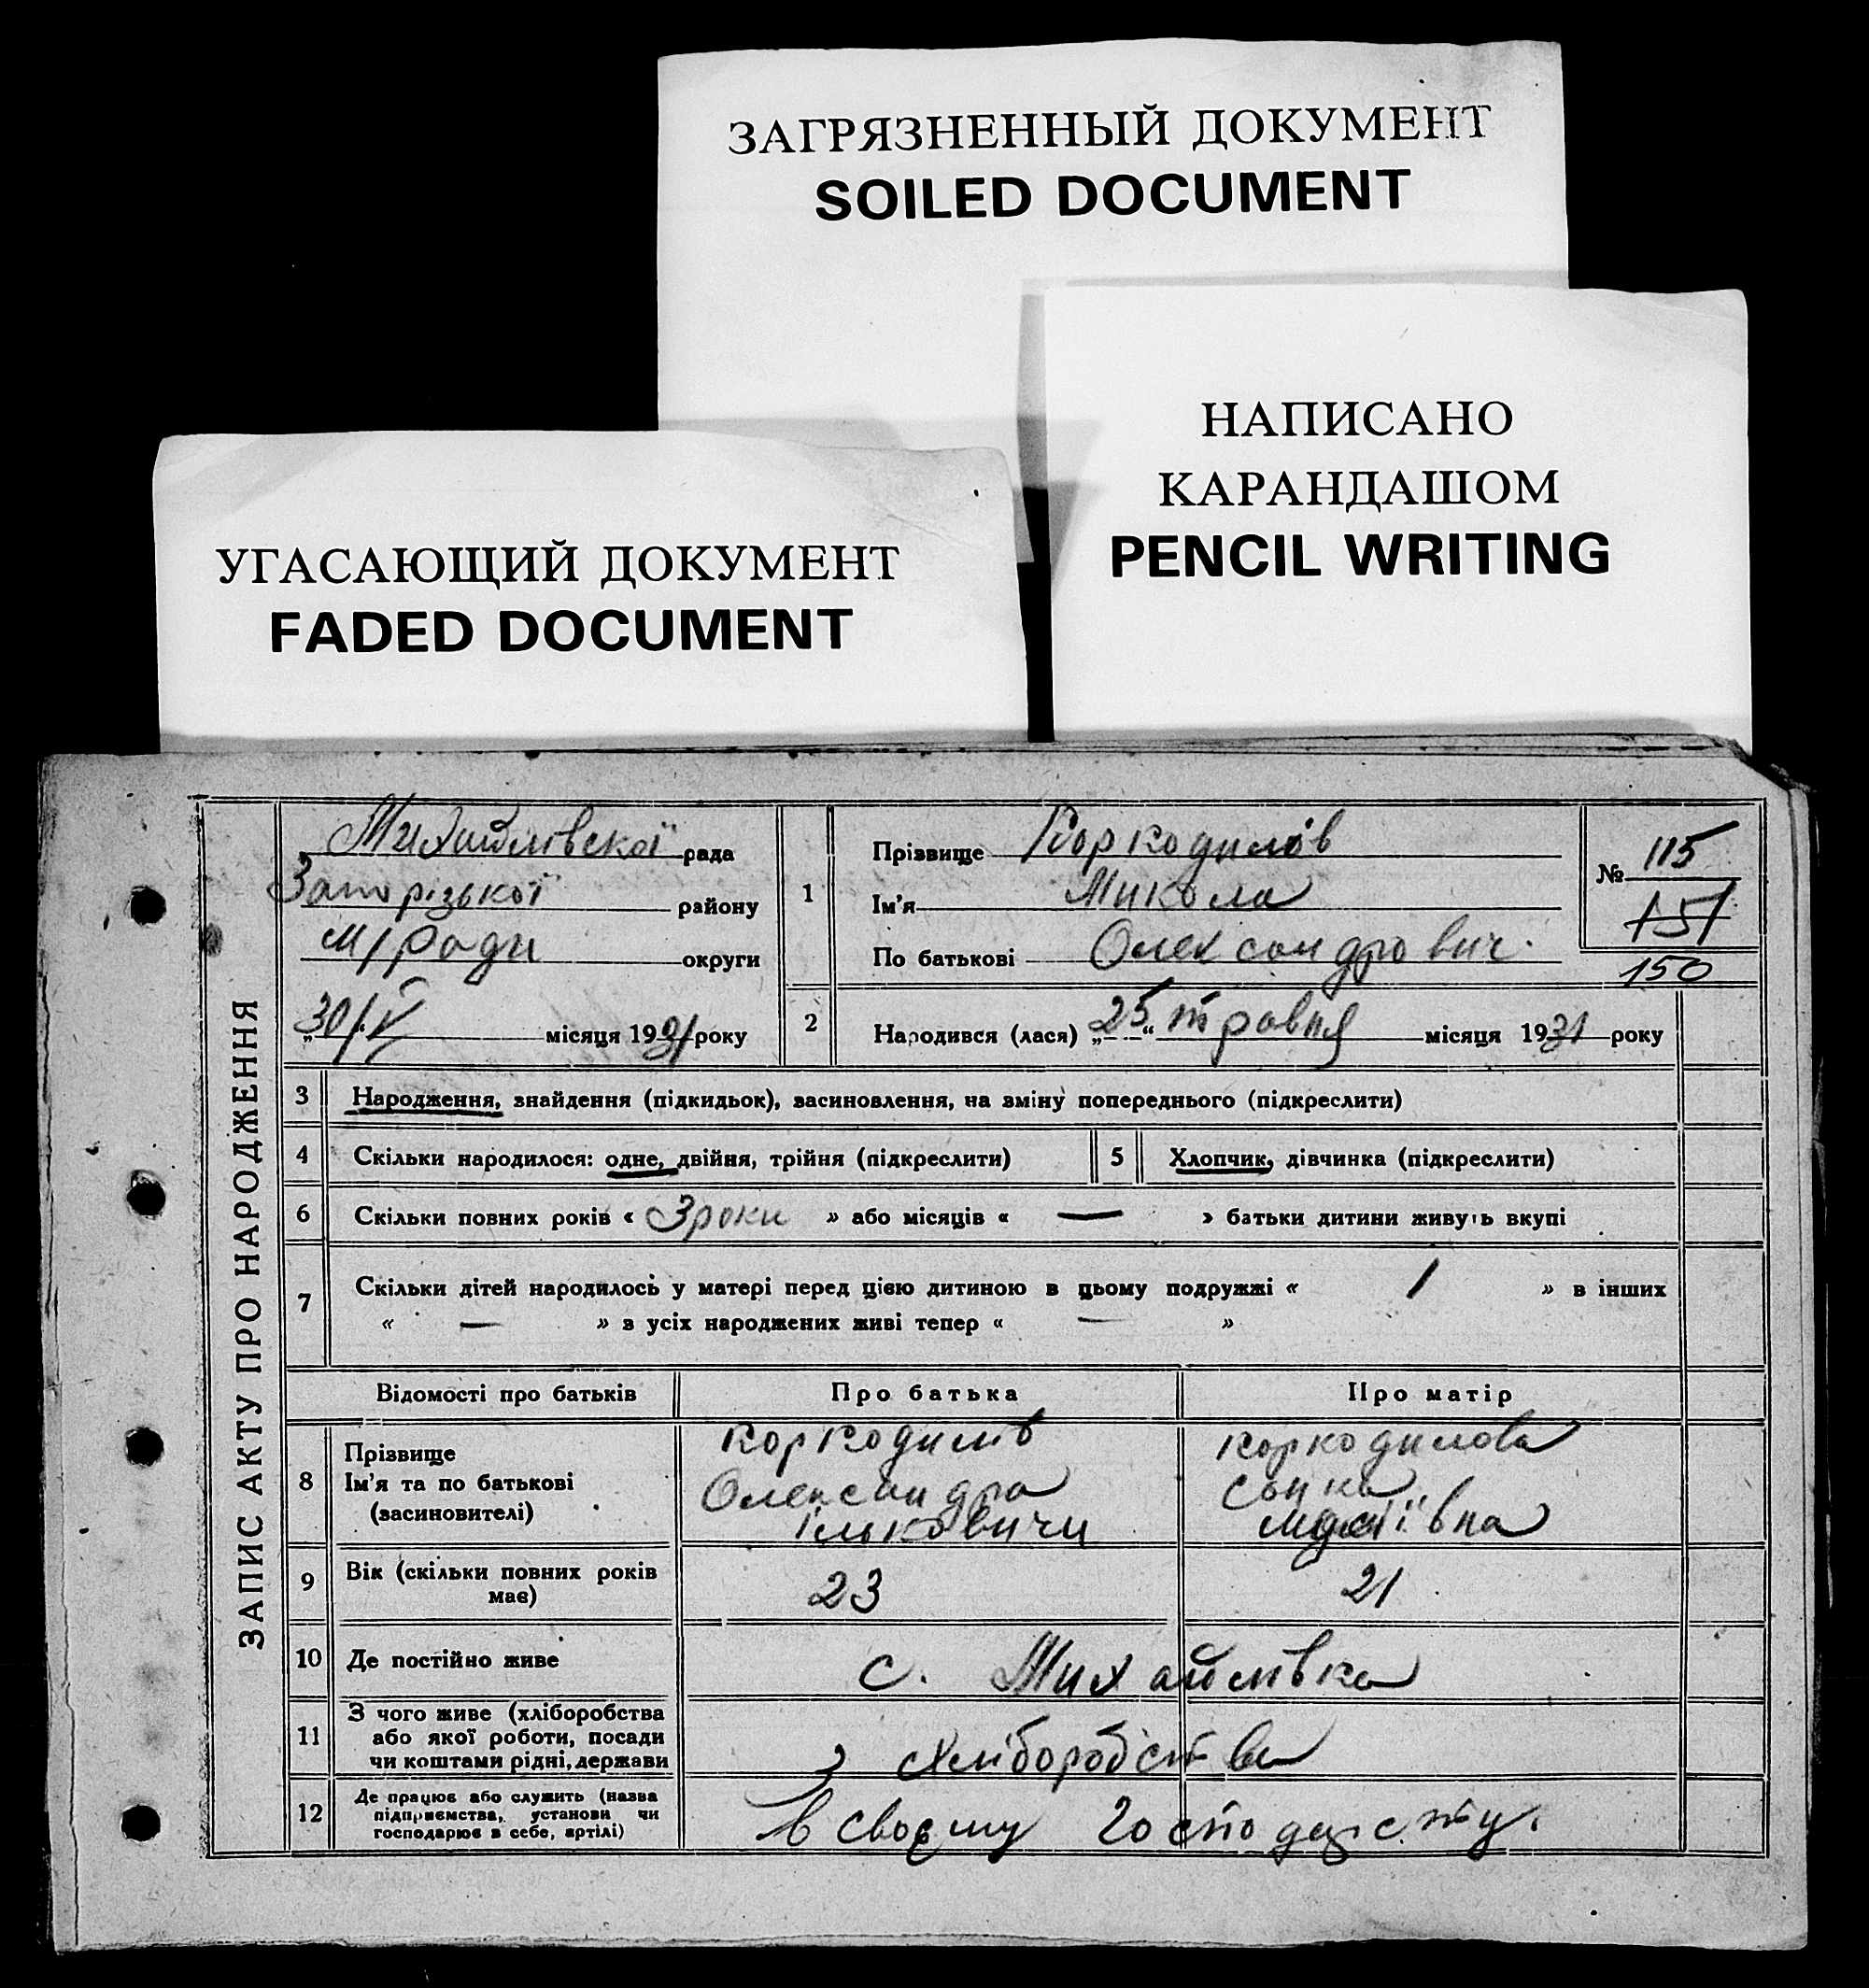 ЗАГРЯЗНЕННЫЙ ДОКУМЕНТ
SOILED DOCUMENT
НАПИСАНО
КАРАНДАШОМ
PENCIL WRITING
УГАСАЮЩИЙ ДОКУМЕНТ
FADED DOCUMENT
ЗАПИС АКТУ ПРО НАРОДЖЕННЯ
Михайлівської рада
Запорізької району
м/ради округи
„30/V місяця 1931 року
1
Прізвище Коркодилов
Ім'я Микола
По батькові Олександрович.
№ 115
151
150
2
Народився (лася) „25“ травня місяця 1931 року
3 Народження, знайдення (підкидьок), засиновлення, на зміну попереднього (підкреслити)
4 Скільки народилося: одне, двійня, трійня (підкреслити)
5 Хлопчик, дівчинка (підкреслити)
6 Скільки повних років « 3 роки » або місяців « — » батьки дитини живуть вкупі
7 Скільки дітей народилось у матері перед цією дитиною в цьому подружжі « 1 » в інших
« — » з усіх народжених живі тепер « — »
Відомості про батьків Про батька Про матір
8
Прізвище
Ім'я та по батькові
(засиновителі)
Коркодилів
Олександра
Ільковичи
Коркодилова
9
Вік (скільки повних років
має)
23
21
10 Де постійно живе
с. Михайлівка
11
З чого живе (хліборобства
або якої роботи, посади
чи коштами рідні, держави
з хліборобства
12
Де працює або служить (назва
підприємства, установи чи
господарює в себе, артілі)
в своєму господарству.